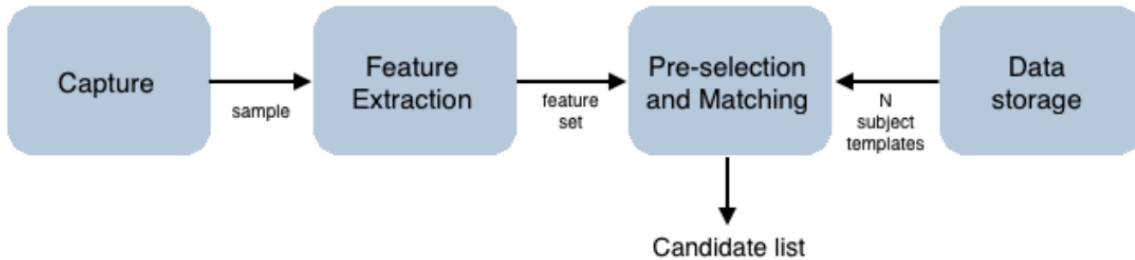 Capture
sample
Feature
Extraction
feature
set
Pre-selection
and Matching
N
subject
templates
Data
storage
Candidate list